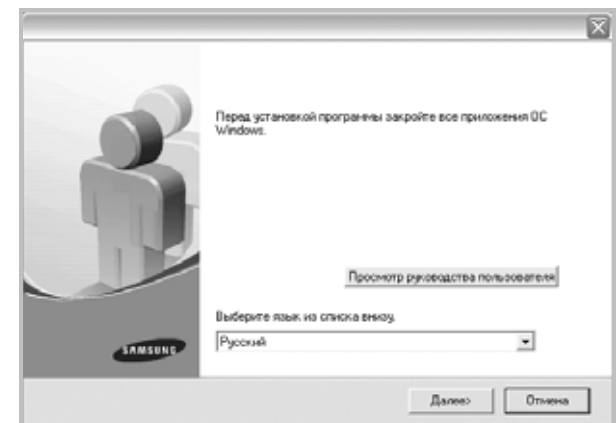 Перед установкой программы закройте все приложения ОС
Windows.
Просмотр руководства пользователя
Выберите язык из списка внизу.
Русский
SAMSUNG
Далее>
Отмена